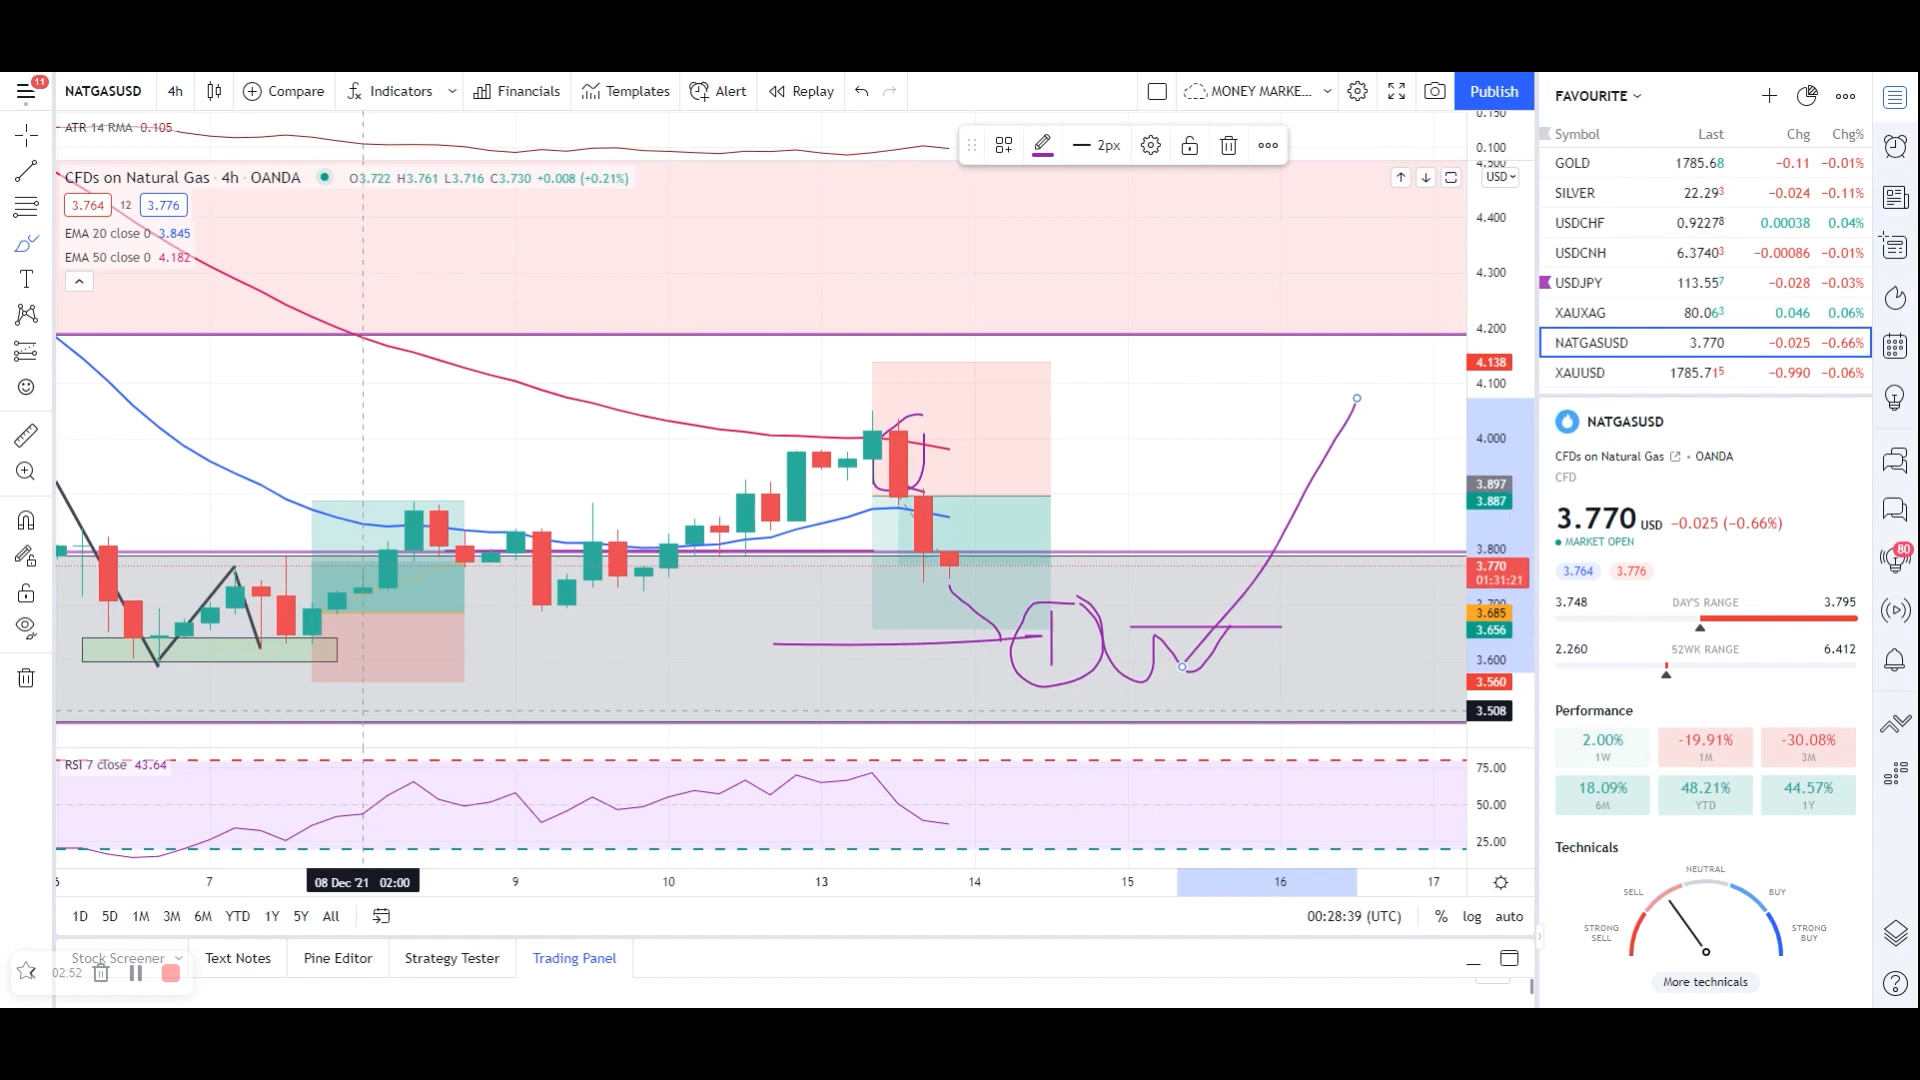 11
NATGASUSD 4h Compare Indicators Financials Templates Alert Replay MONEY MARKE... Publish
ATR 14 RMA 0.105
2px
CFDs on Natural Gas · 4h · OANDA O3.722 H3.761 L3.716 C3.730 +0.008 (+0.21%)
3.764 12 3.776
EMA 20 close 0 3.845
EMA 50 close 0 4.182
0.150
0.100
4.500
USD
4.400
4.300
4.200
4.138
4.100
4.000
3.897
3.887
3.800
3.770
01:31:21
3.700
3.685
3.656
3.600
3.560
3.508
RSI 7 close 43.64
75.00
50.00
25.00
6 7 08 Dec '21 02:00 9 10 13 14 15 16 17
1D 5D 1M 3M 6M YTD 1Y 5Y All 00:28:39 (UTC) % log auto
Stock Screener Text Notes Pine Editor Strategy Tester Trading Panel
02:52
FAVOURITE
Symbol Last Chg Chg%
GOLD 1785.68 −0.11 −0.01%
SILVER 22.293 −0.024 −0.11%
USDCHF 0.92278 0.00038 0.04%
USDCNH 6.37403 −0.00086 −0.01%
USDJPY 113.557 −0.028 −0.03%
XAUXAG 80.063 0.046 0.06%
NATGASUSD 3.770 −0.025 −0.66%
XAUUSD 1785.715 −0.990 −0.06%
NATGASUSD
CFDs on Natural Gas • OANDA
CFD
3.770 USD −0.025 (−0.66%)
MARKET OPEN
3.764 3.776
3.748 DAY'S RANGE 3.795
2.260 52WK RANGE 6.412
Performance
2.00% -19.91% -30.08%
1W 1M 3M
18.09% 48.21% 44.57%
6M YTD 1Y
Technicals
NEUTRAL
SELL BUY
STRONG SELL STRONG BUY
More technicals
80